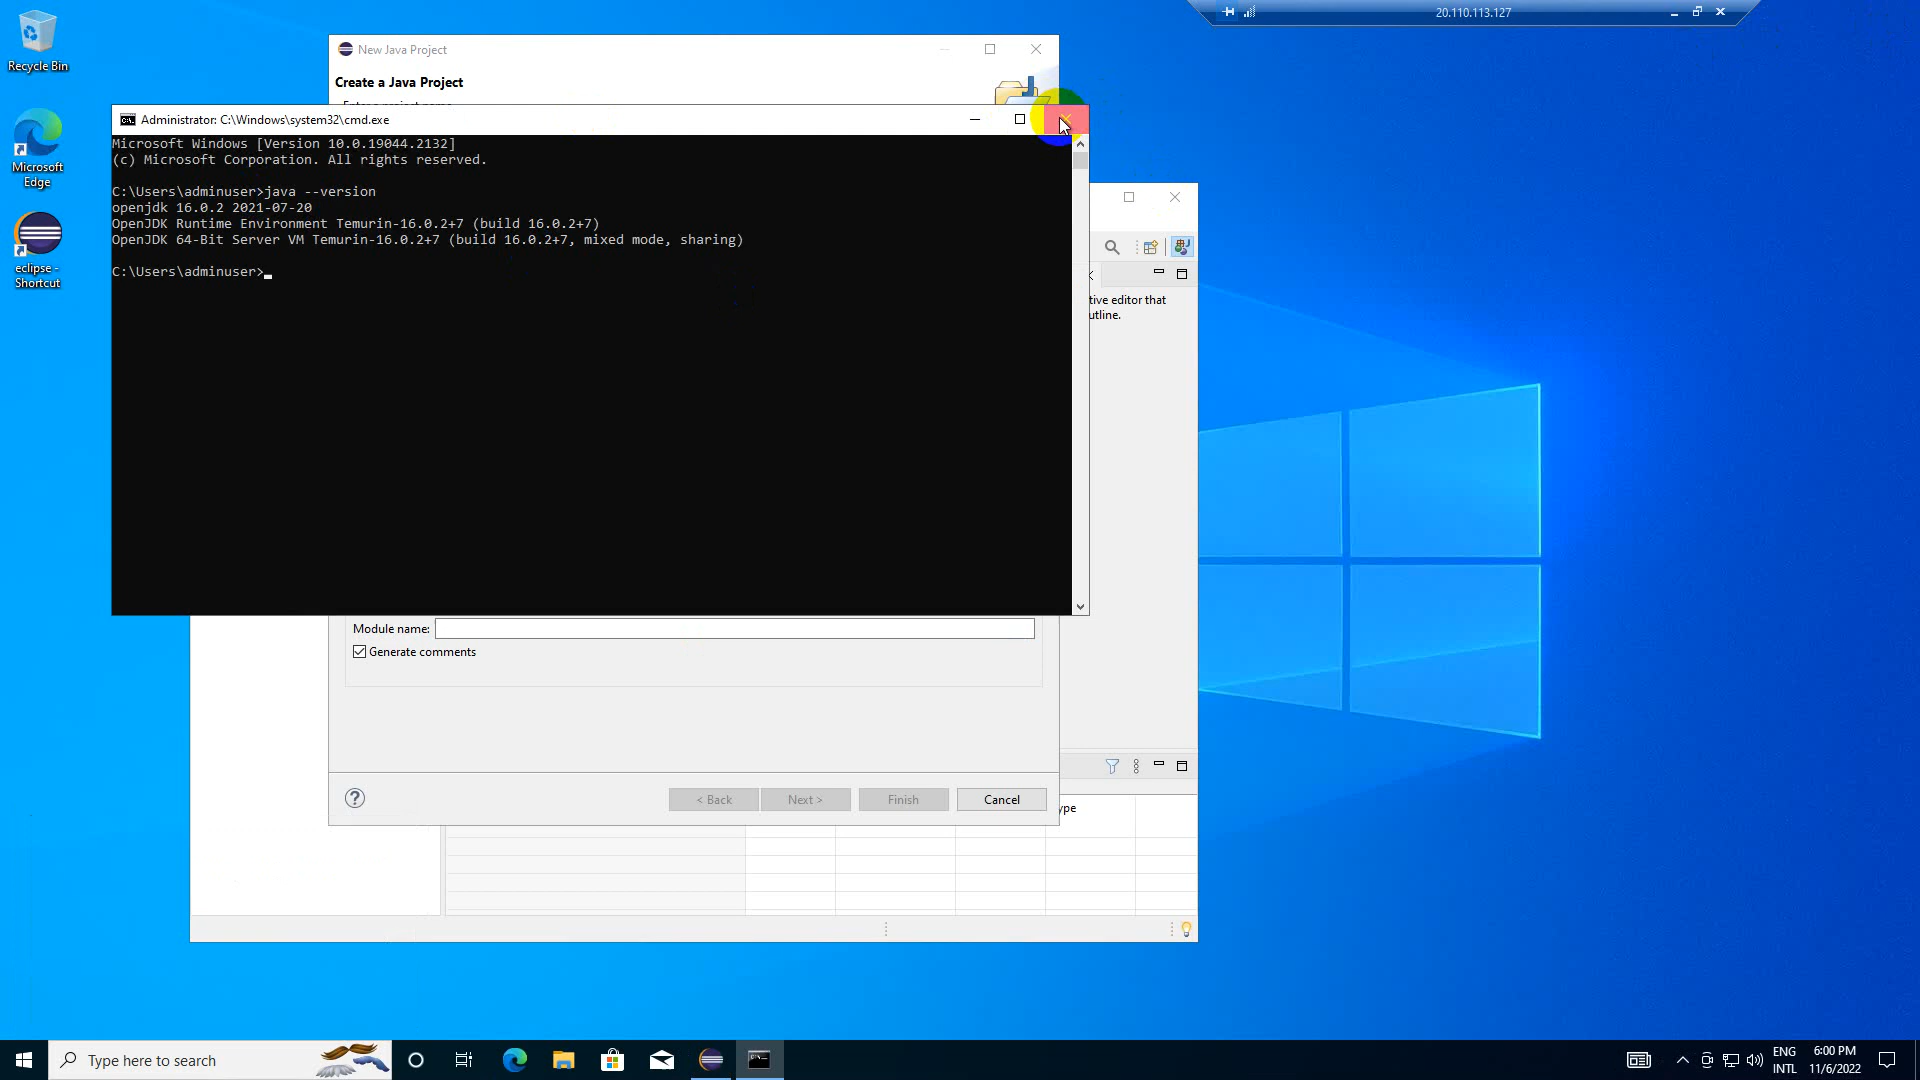 20.110.113.127
Recycle Bin
New Java Project
Create a Java Project
Administrator: C:\Windows\system32\cmd.exe
Microsoft Windows [Version 10.0.19044.2132]
(c) Microsoft Corporation. All rights reserved.
C:\Users\adminuser>java --version
openjdk 16.0.2 2021-07-20
OpenJDK Runtime Environment Temurin-16.0.2+7 (build 16.0.2+7)
OpenJDK 64-Bit Server VM Temurin-16.0.2+7 (build 16.0.2+7, mixed mode, sharing)
C:\Users\adminuser>
Microsoft
Edge
eclipse -
Shortcut
tive editor that
utline.
Module name:
Generate comments
< Back
Next >
Finish
Cancel
ype
Type here to search
ENG
INTL
6:00 PM
11/6/2022